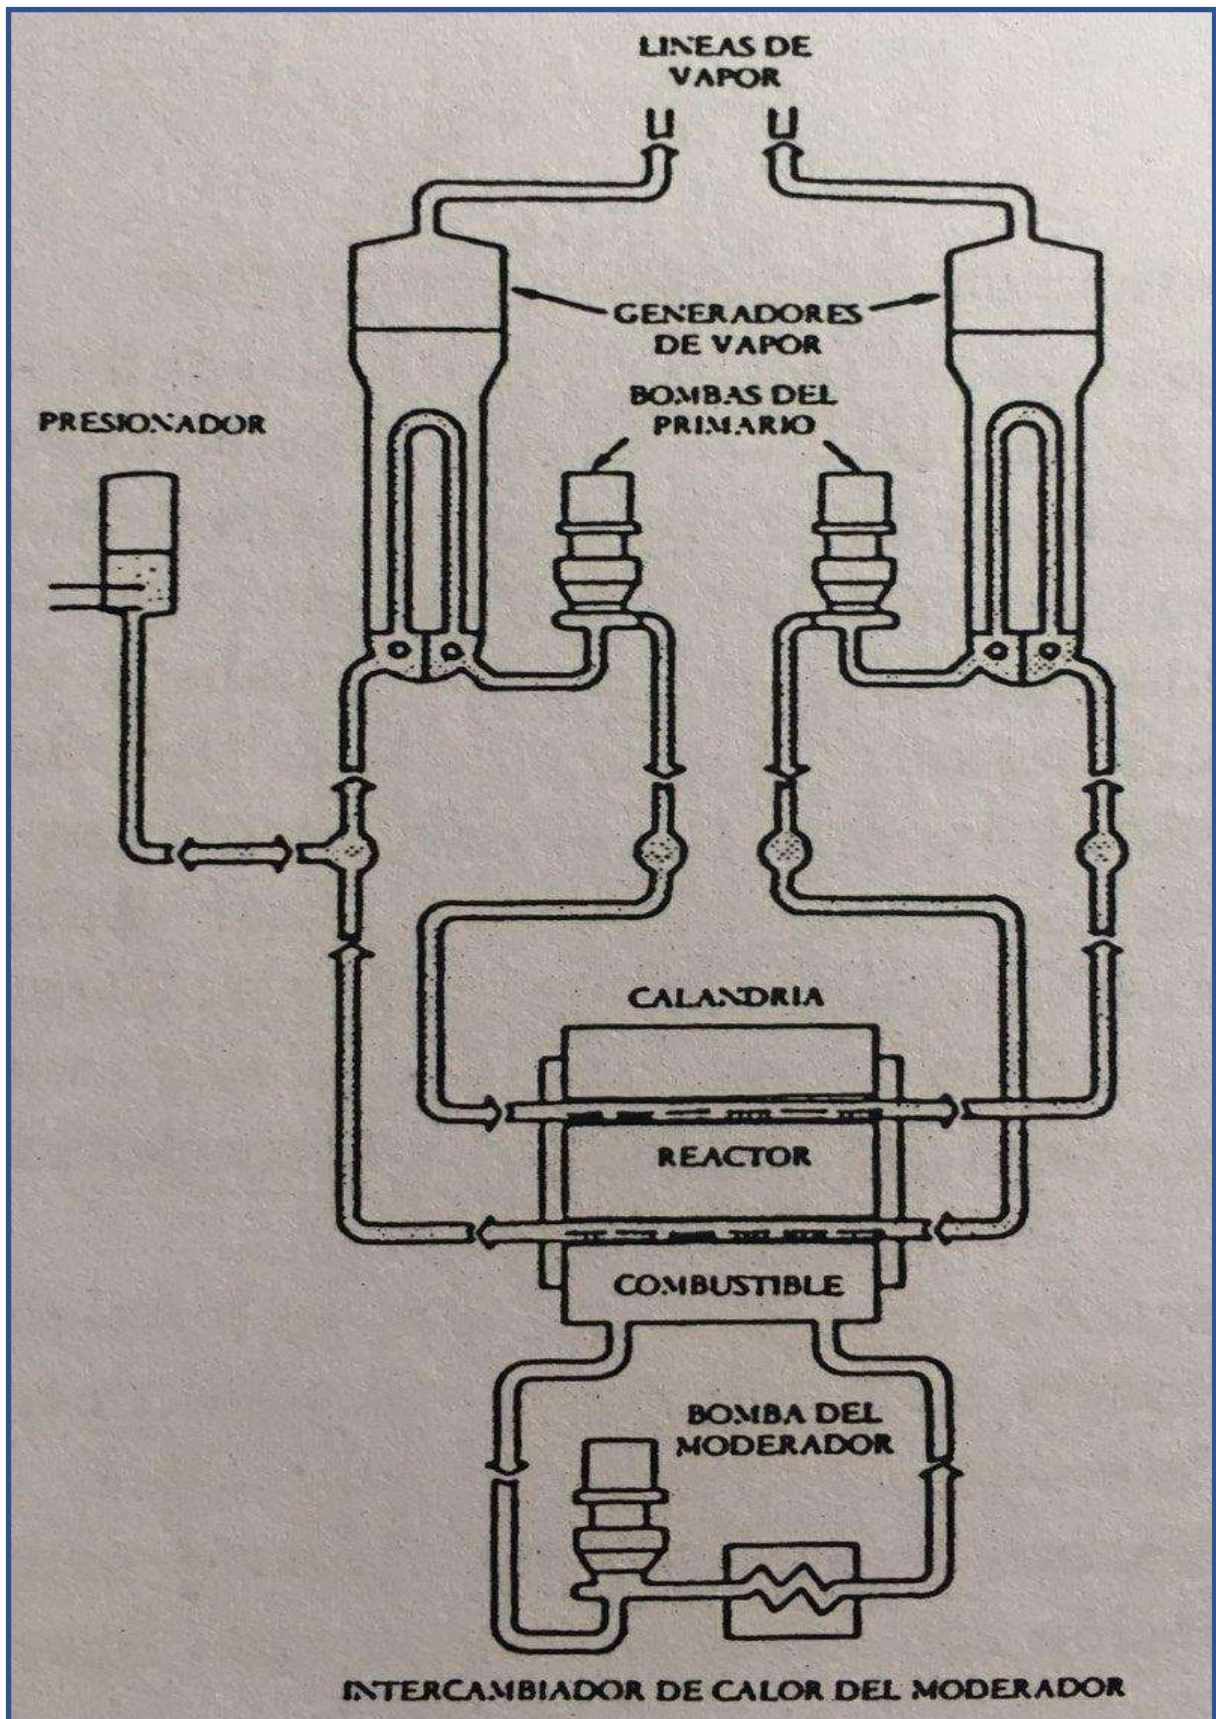 LINEAS DE
VAPOR
GENERADORES
DE VAPOR
BOMBAS DEL
PRIMARIO
PRESIONADOR
CALANDRIA
REACTOR
COMBUSTIBLE
BOMBA DEL
MODERADOR
INTERCAMBIADOR DE CALOR DEL MODERADOR